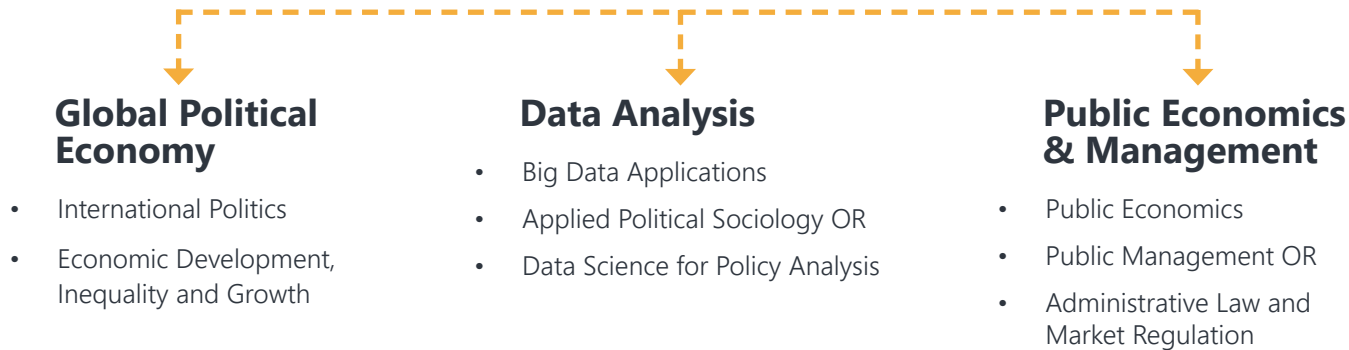 Global Political
Economy
• International Politics
• Economic Development,
Inequality and Growth
Data Analysis
• Big Data Applications
• Applied Political Sociology OR
• Data Science for Policy Analysis
Public Economics
& Management
• Public Economics
• Public Management OR
• Administrative Law and
Market Regulation